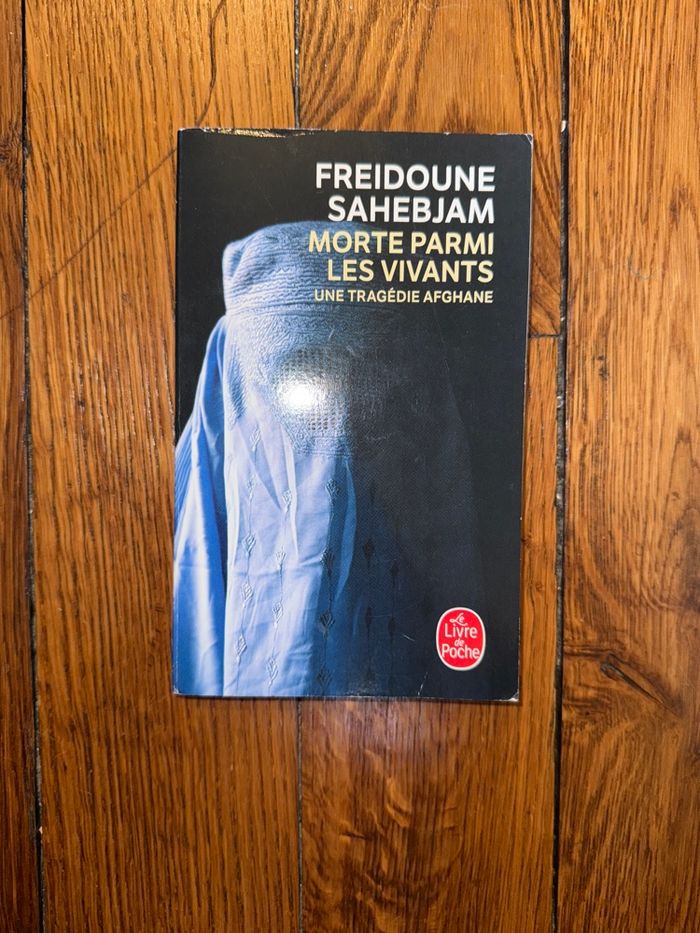 FREIDOUNE
SAHEBJAM
MORTE PARMI
LES VIVANTS
UNE TRAGÉDIE AFGHANE
Le
Livre
de
Poche